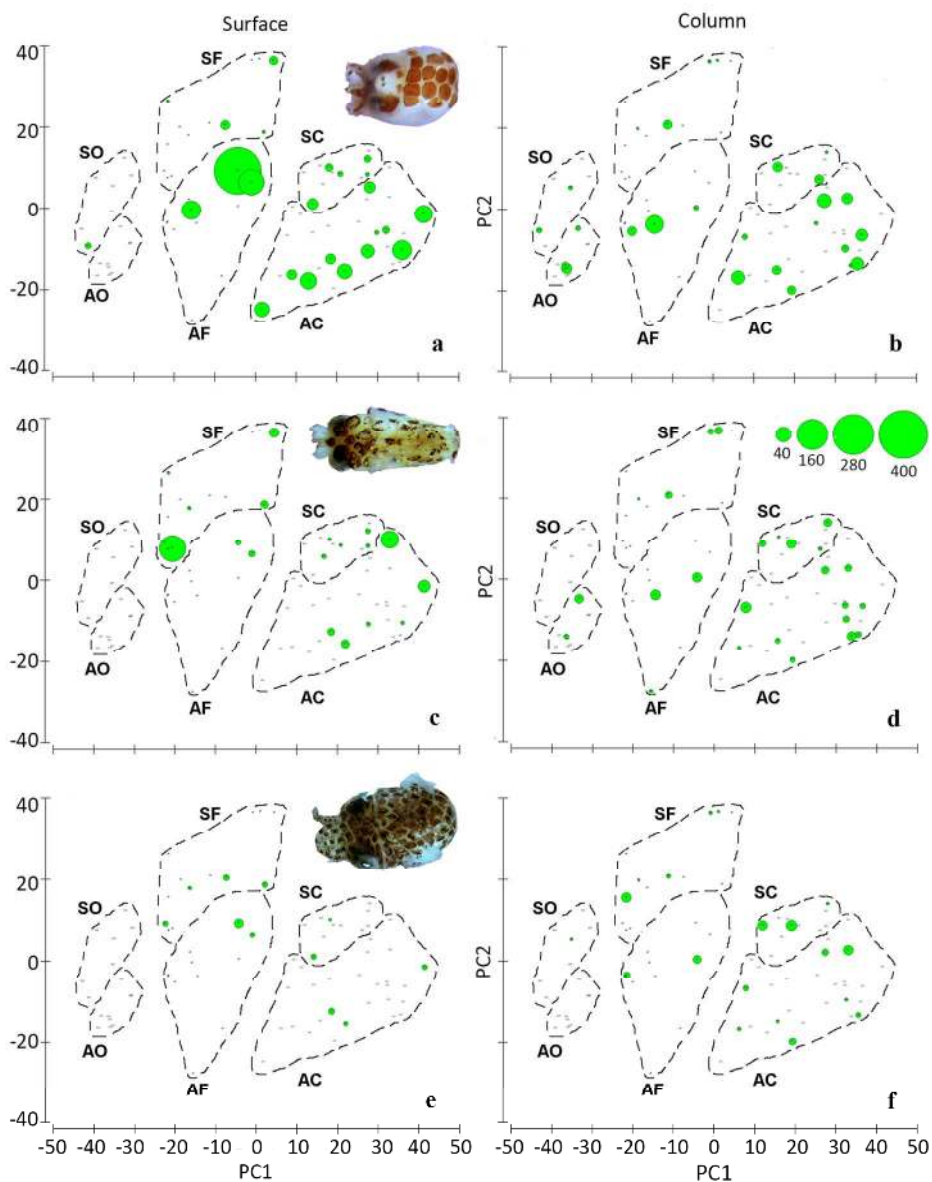 Surface Column
40 SF SF
20 SC SC
SO SO
0 PC2
-20 AO AO
AF a AF b
AC AC
-40
40 SF SF
40 160 280 400
20 SC SC
SO SO
0 PC2
-20 AO AO
AF c AF d
AC AC
-40
40 SF SF
20 SC SC
SO SO
0 PC2
-20 AO AO
AF e AF f
AC AC
-40
-50 -40 -30 -20 -10 0 10 20 30 40 50 -50 -40 -30 -20 -10 0 10 20 30 40 50
PC1 PC1